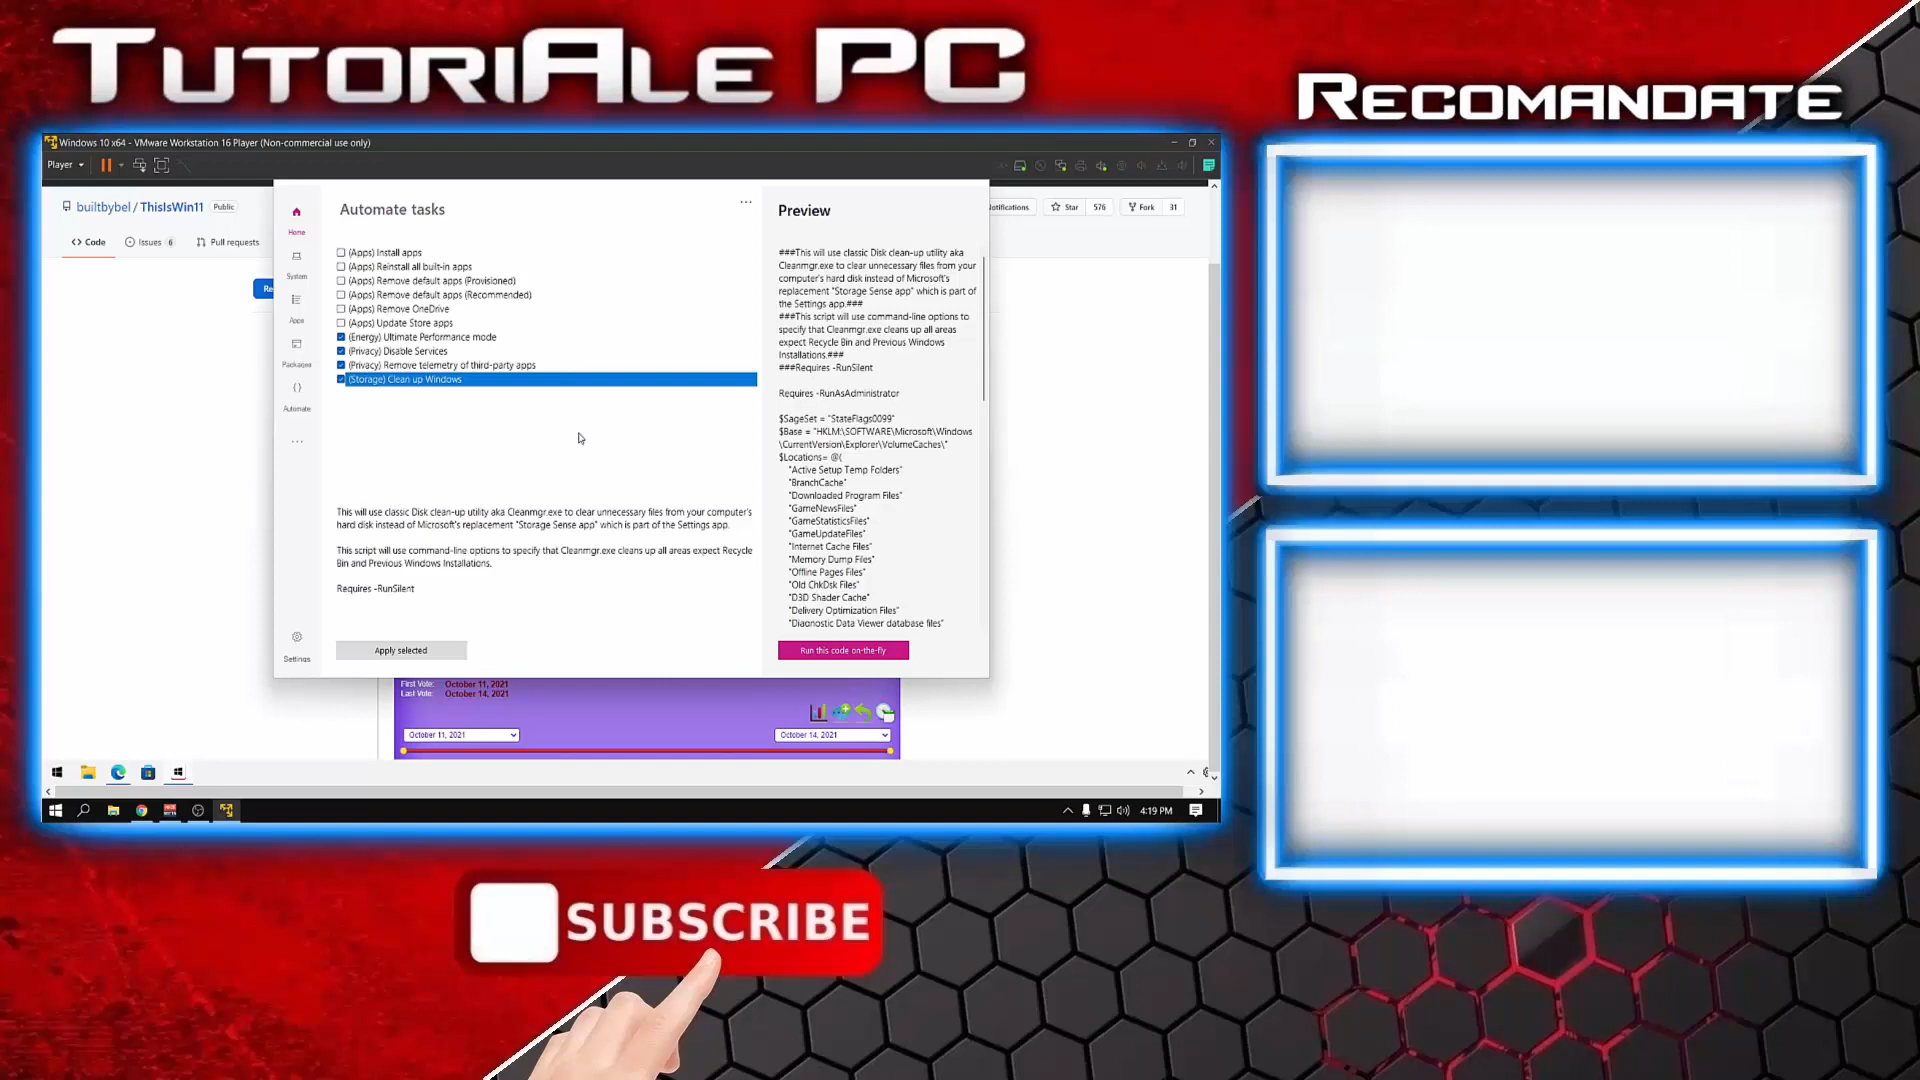 TUTORIALE PC
RECOMANDATE
Windows 10 x64 - VMware Workstation 16 Player (Non-commercial use only)
Player
builtbybel / ThisIsWin11 Public
Notifications
Star 576
Fork 31
Code
Issues 6
Pull requests
Re
Home
System
Apps
Packages
Automate
Settings
Automate tasks
(Apps) Install apps
(Apps) Reinstall all built-in apps
(Apps) Remove default apps (Provisioned)
(Apps) Remove default apps (Recommended)
(Apps) Remove OneDrive
(Apps) Update Store apps
(Energy) Ultimate Performance mode
(Privacy) Disable Services
(Privacy) Remove telemetry of third-party apps
(Storage) Clean up Windows
This will use classic Disk clean-up utility aka Cleanmgr.exe to clear unnecessary files from your computer's
hard disk instead of Microsoft's replacement "Storage Sense app" which is part of the Settings app.
This script will use command-line options to specify that Cleanmgr.exe cleans up all areas expect Recycle
Bin and Previous Windows Installations.
Requires -RunSilent
Apply selected
Preview
###This will use classic Disk clean-up utility aka
Cleanmgr.exe to clear unnecessary files from your
computer's hard disk instead of Microsoft's
replacement "Storage Sense app" which is part of
the Settings app.###
###This script will use command-line options to
specify that Cleanmgr.exe cleans up all areas
expect Recycle Bin and Previous Windows
Installations.###
###Requires -RunSilent
Requires -RunAsAdministrator
$SageSet = "StateFlags0099"
$Base = "HKLM:\SOFTWARE\Microsoft\Windows
\CurrentVersion\Explorer\VolumeCaches\"
$Locations= @(
"Active Setup Temp Folders"
"BranchCache"
"Downloaded Program Files"
"GameNewsFiles"
"GameStatisticsFiles"
"GameUpdateFiles"
"Internet Cache Files"
"Memory Dump Files"
"Offline Pages Files"
"Old ChkDsk Files"
"D3D Shader Cache"
"Delivery Optimization Files"
"Diagnostic Data Viewer database files"
Run this code on-the-fly
First Vote: October 11, 2021
Last Vote: October 14, 2021
October 11, 2021
October 14, 2021
4:19 PM
SUBSCRIBE